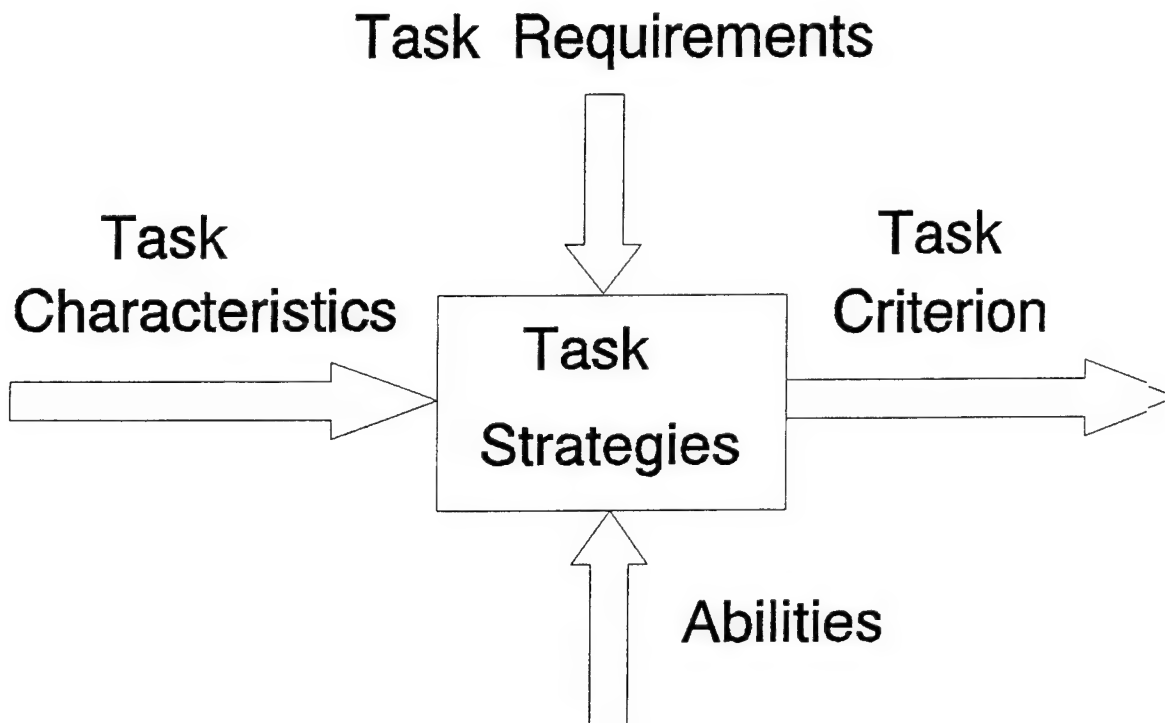 Task Requirements
Task
Characteristics
Task
Strategies
Task
Criterion
Abilities